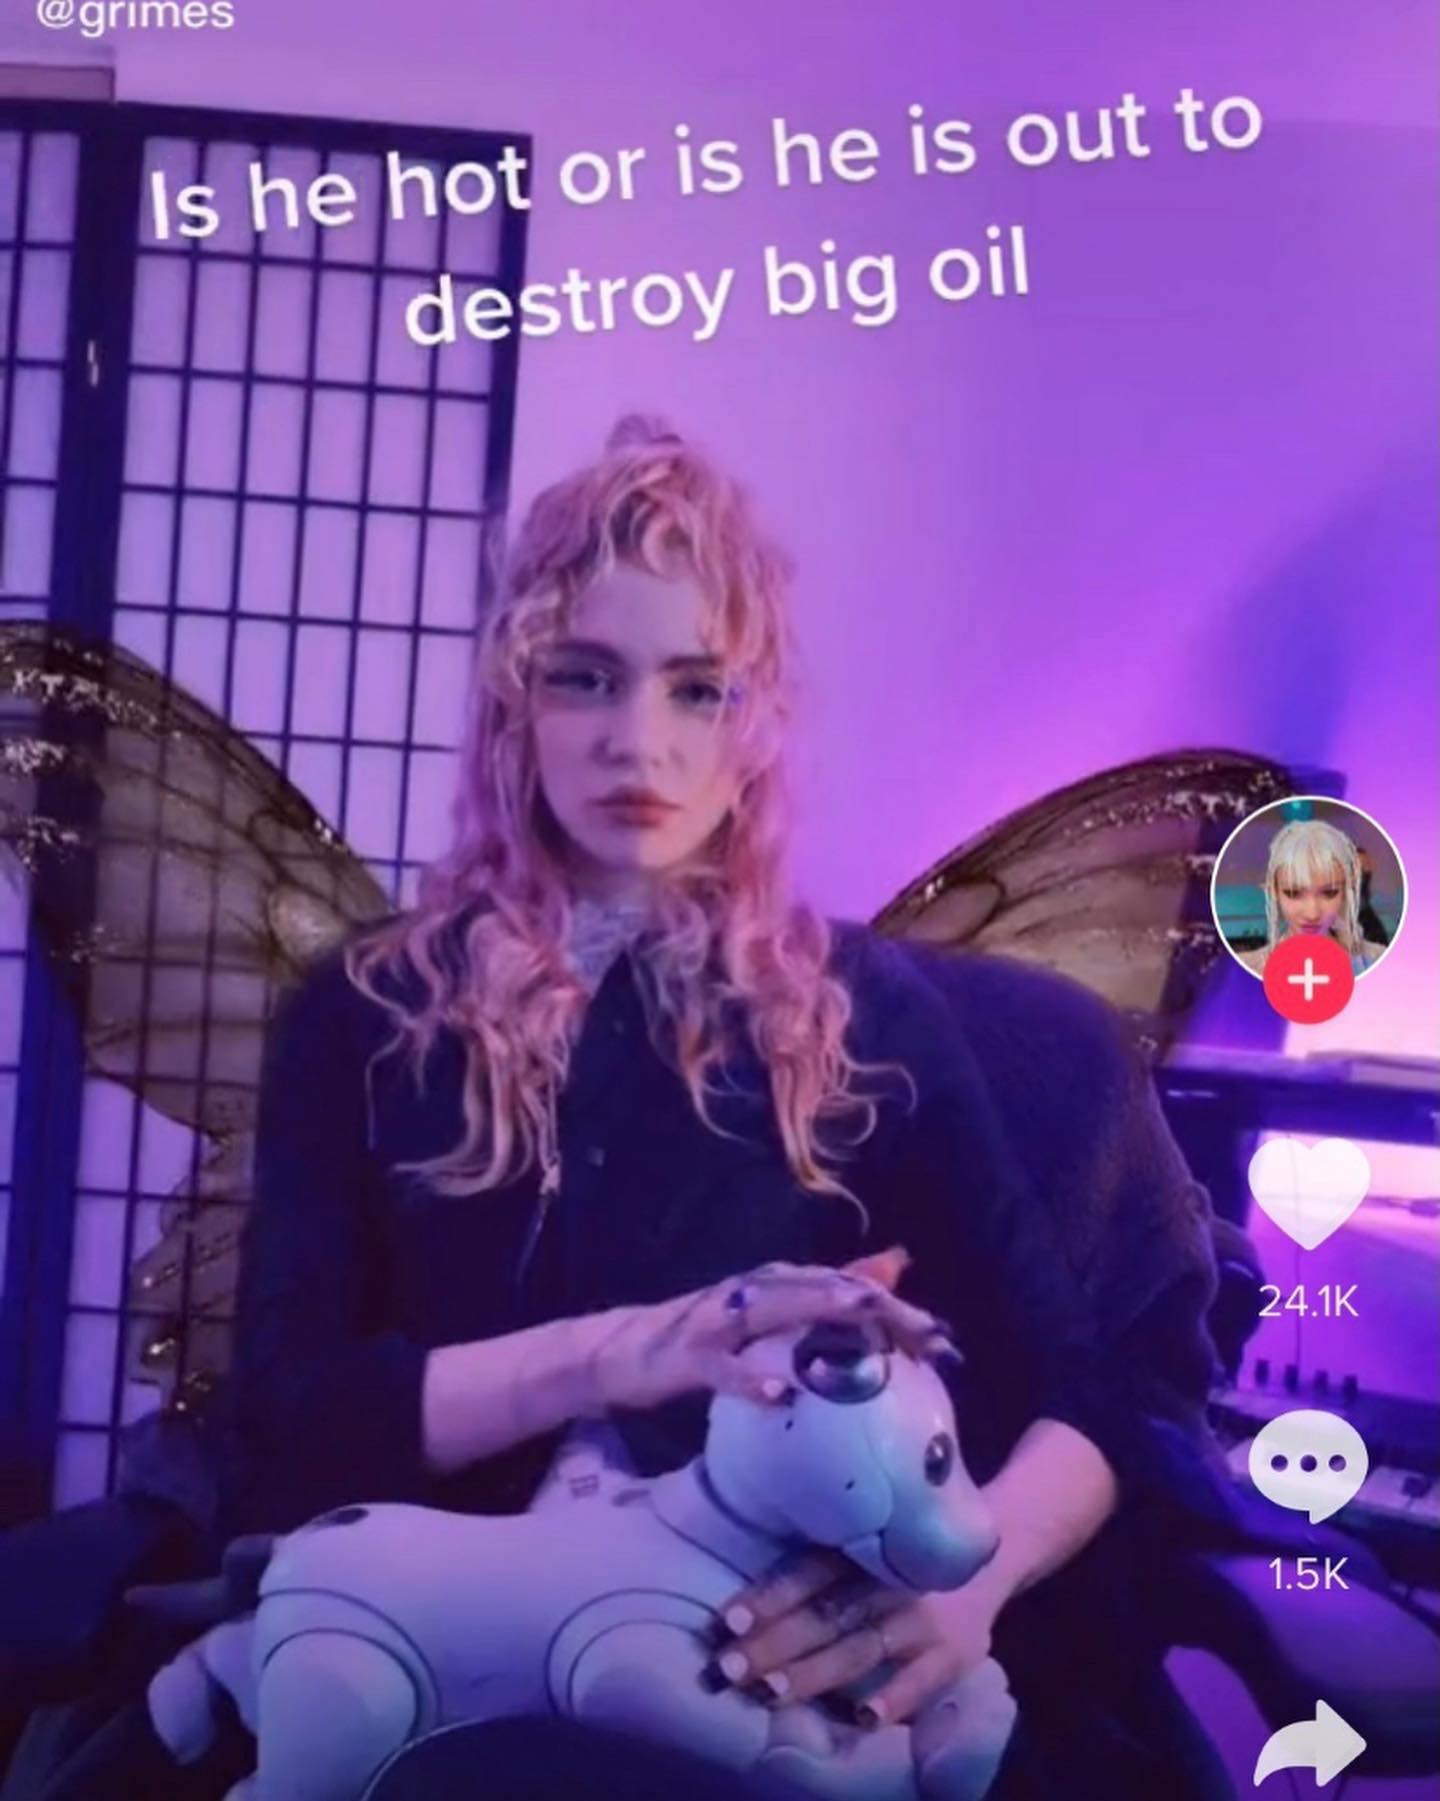 @grimes
Is he hot or is he is out to
destroy big oil
24.1K
1.5K